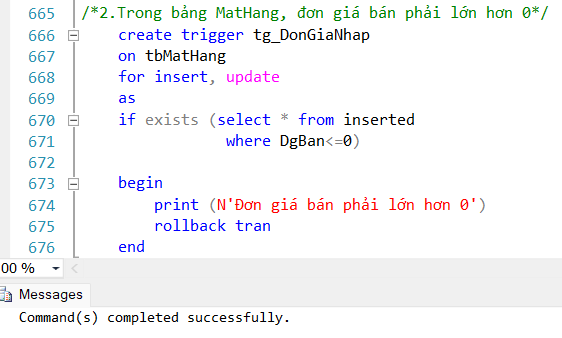 665 /*2.Trong bảng MatHang, đơn giá bán phải lớn hơn 0*/
666 create trigger tg_DonGiaNhap
667 on tbMatHang
668 for insert, update
669 as
670 if exists (select * from inserted
671 where DgBan<=0)
672
673 begin
674 print (N'Đơn giá bán phải lớn hơn 0')
675 rollback tran
676 end
00 %
Messages
Command(s) completed successfully.